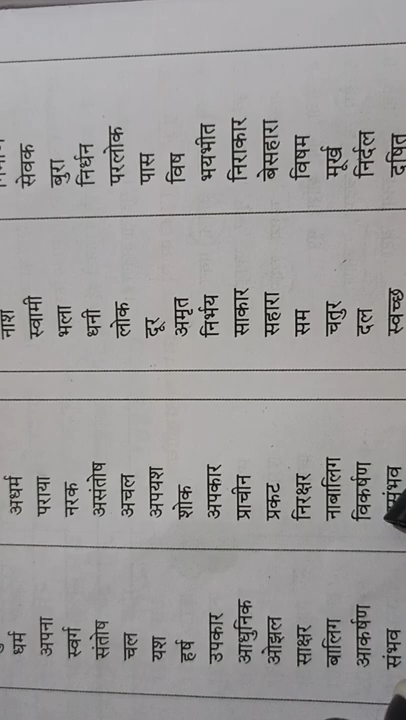 धर्म अधर्म नाश
अपना पराया स्वामी सेवक
स्वर्ग नरक भला बुरा
संतोष असंतोष धनी निर्धन
चल अचल लोक परलोक
यश अपयश दूर पास
हर्ष शोक अमृत विष
उपकार अपकार निर्भय भयभीत
आधुनिक प्राचीन साकार निराकार
ओझल प्रकट सहारा बेसहारा
साक्षर निरक्षर सम विषम
बालिग नाबालिग चतुर मूर्ख
आकर्षण विकर्षण दल निर्दल
संभव स्वच्छ दूषित